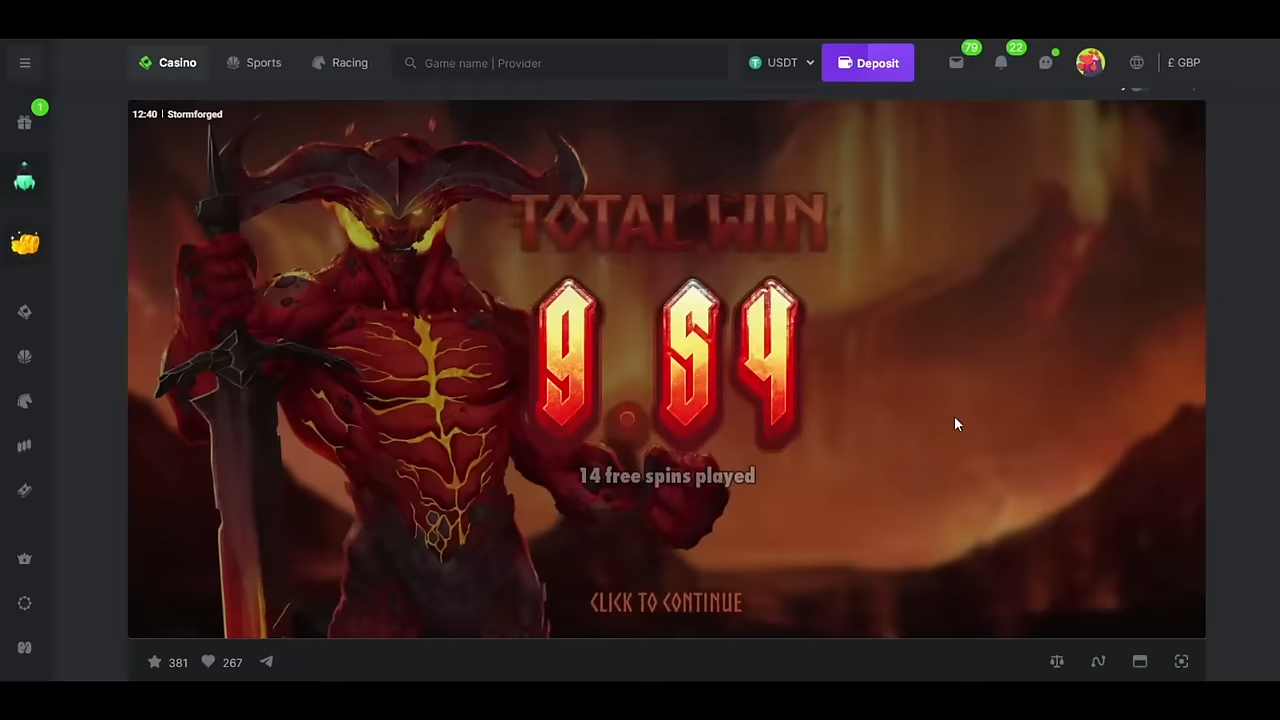 Casino Sports Racing Game name | Provider USDT Deposit 79 22 £ GBP
1
12:40 | Stormforged
TOTAL WIN
9.54
14 free spins played
CLICK TO CONTINUE
381 267